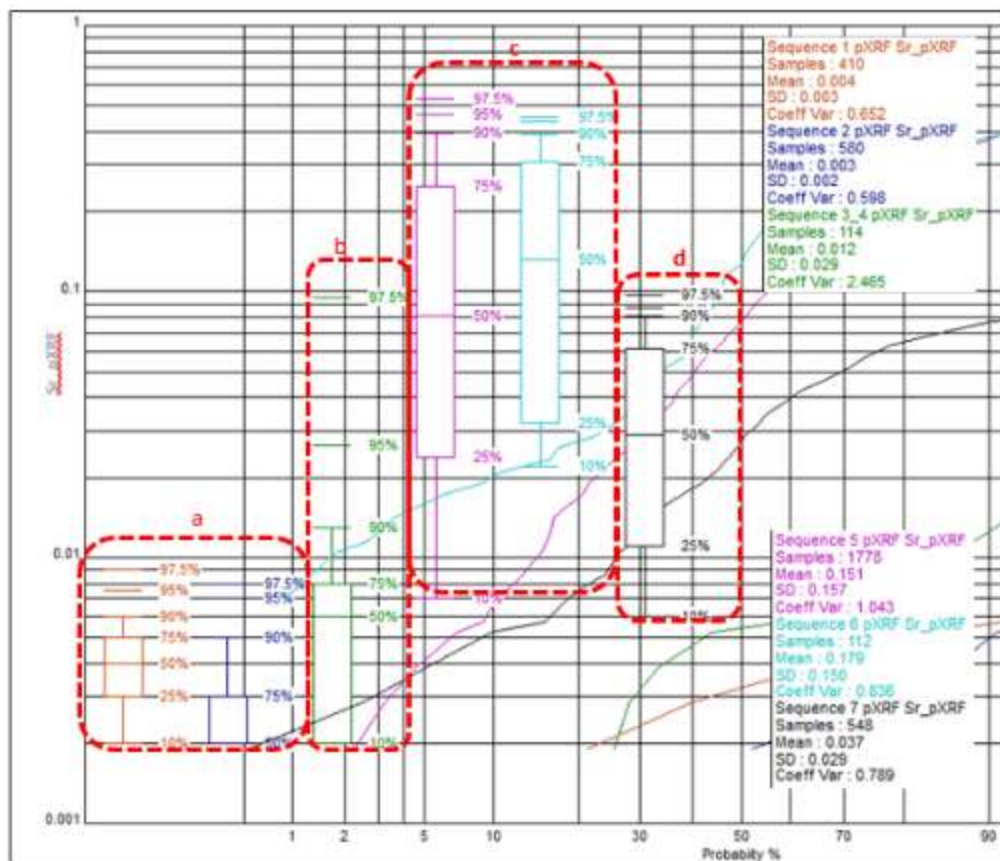 1
c
Sequence 1 pXRF Sr_pXRF
Samples : 410
Mean : 0.004
SD : 0.003
Coeff Var : 0.652
Sequence 2 pXRF Sr_pXRF
Samples : 580
Mean : 0.003
SD : 0.002
Coeff Var : 0.598
Sequence 3_4 pXRF Sr_pXRF
Samples : 114
Mean : 0.012
SD : 0.029
Coeff Var : 2.465
97.5%
95%
90%
75%
50%
25%
10%
97.5%
90%
75%
50%
25%
10%
b
97.5%
95%
90%
75%
50%
10%
d
97.5%
90%
75%
50%
25%
10%
0.1
Sr_pXRF
a
97.5%
95%
90%
75%
50%
25%
10%
97.5%
95%
90%
75%
50%
0.01
Sequence 5 pXRF Sr_pXRF
Samples : 1778
Mean : 0.151
SD : 0.157
Coeff Var : 1.043
Sequence 6 pXRF Sr_pXRF
Samples : 112
Mean : 0.179
SD : 0.150
Coeff Var : 0.836
Sequence 7 pXRF Sr_pXRF
Samples : 548
Mean : 0.037
SD : 0.029
Coeff Var : 0.789
0.001
1 2 5 10 30 50 70 90
Probabity %